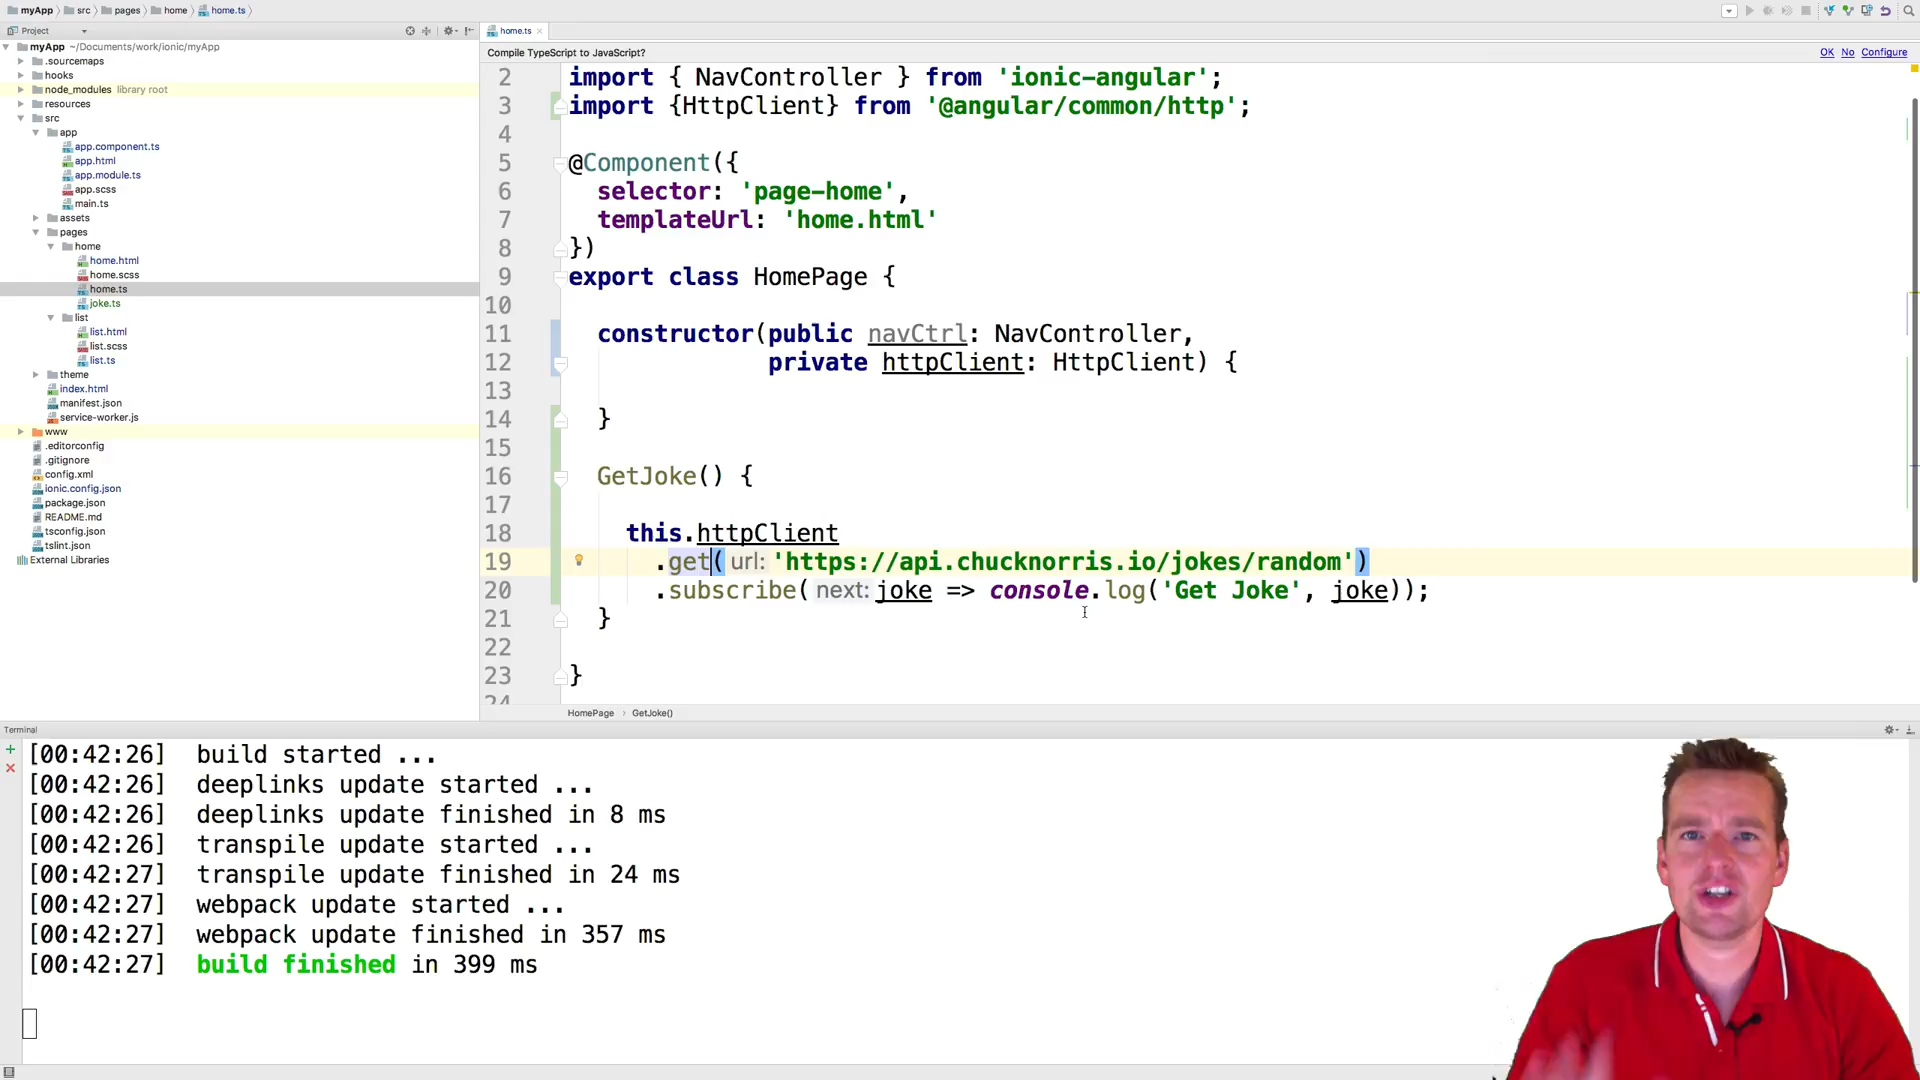 myApp src pages home home.ts
Project
myApp ~/Documents/work/ionic/myApp
.sourcemaps
hooks
node_modules library root
resources
src
app
app.component.ts
app.html
app.module.ts
app.scss
main.ts
assets
pages
home
home.html
home.scss
home.ts
joke.ts
list
list.html
list.scss
list.ts
theme
index.html
manifest.json
service-worker.js
www
.editorconfig
.gitignore
config.xml
ionic.config.json
package.json
README.md
tsconfig.json
tslint.json
External Libraries
home.ts
Compile TypeScript to JavaScript? OK No Configure
2 import { NavController } from 'ionic-angular';
3 import {HttpClient} from '@angular/common/http';
4
5 @Component({
6 selector: 'page-home',
7 templateUrl: 'home.html'
8 })
9 export class HomePage {
10
11 constructor(public navCtrl: NavController,
12 private httpClient: HttpClient) {
13
14 }
15
16 GetJoke() {
17
18 this.httpClient
19 .get( url: 'https://api.chucknorris.io/jokes/random')
20 .subscribe( next: joke => console.log('Get Joke', joke));
21 }
22
23 }
24
HomePage › GetJoke()
Terminal
[00:42:26] build started ...
[00:42:26] deeplinks update started ...
[00:42:26] deeplinks update finished in 8 ms
[00:42:26] transpile update started ...
[00:42:27] transpile update finished in 24 ms
[00:42:27] webpack update started ...
[00:42:27] webpack update finished in 357 ms
[00:42:27] build finished in 399 ms